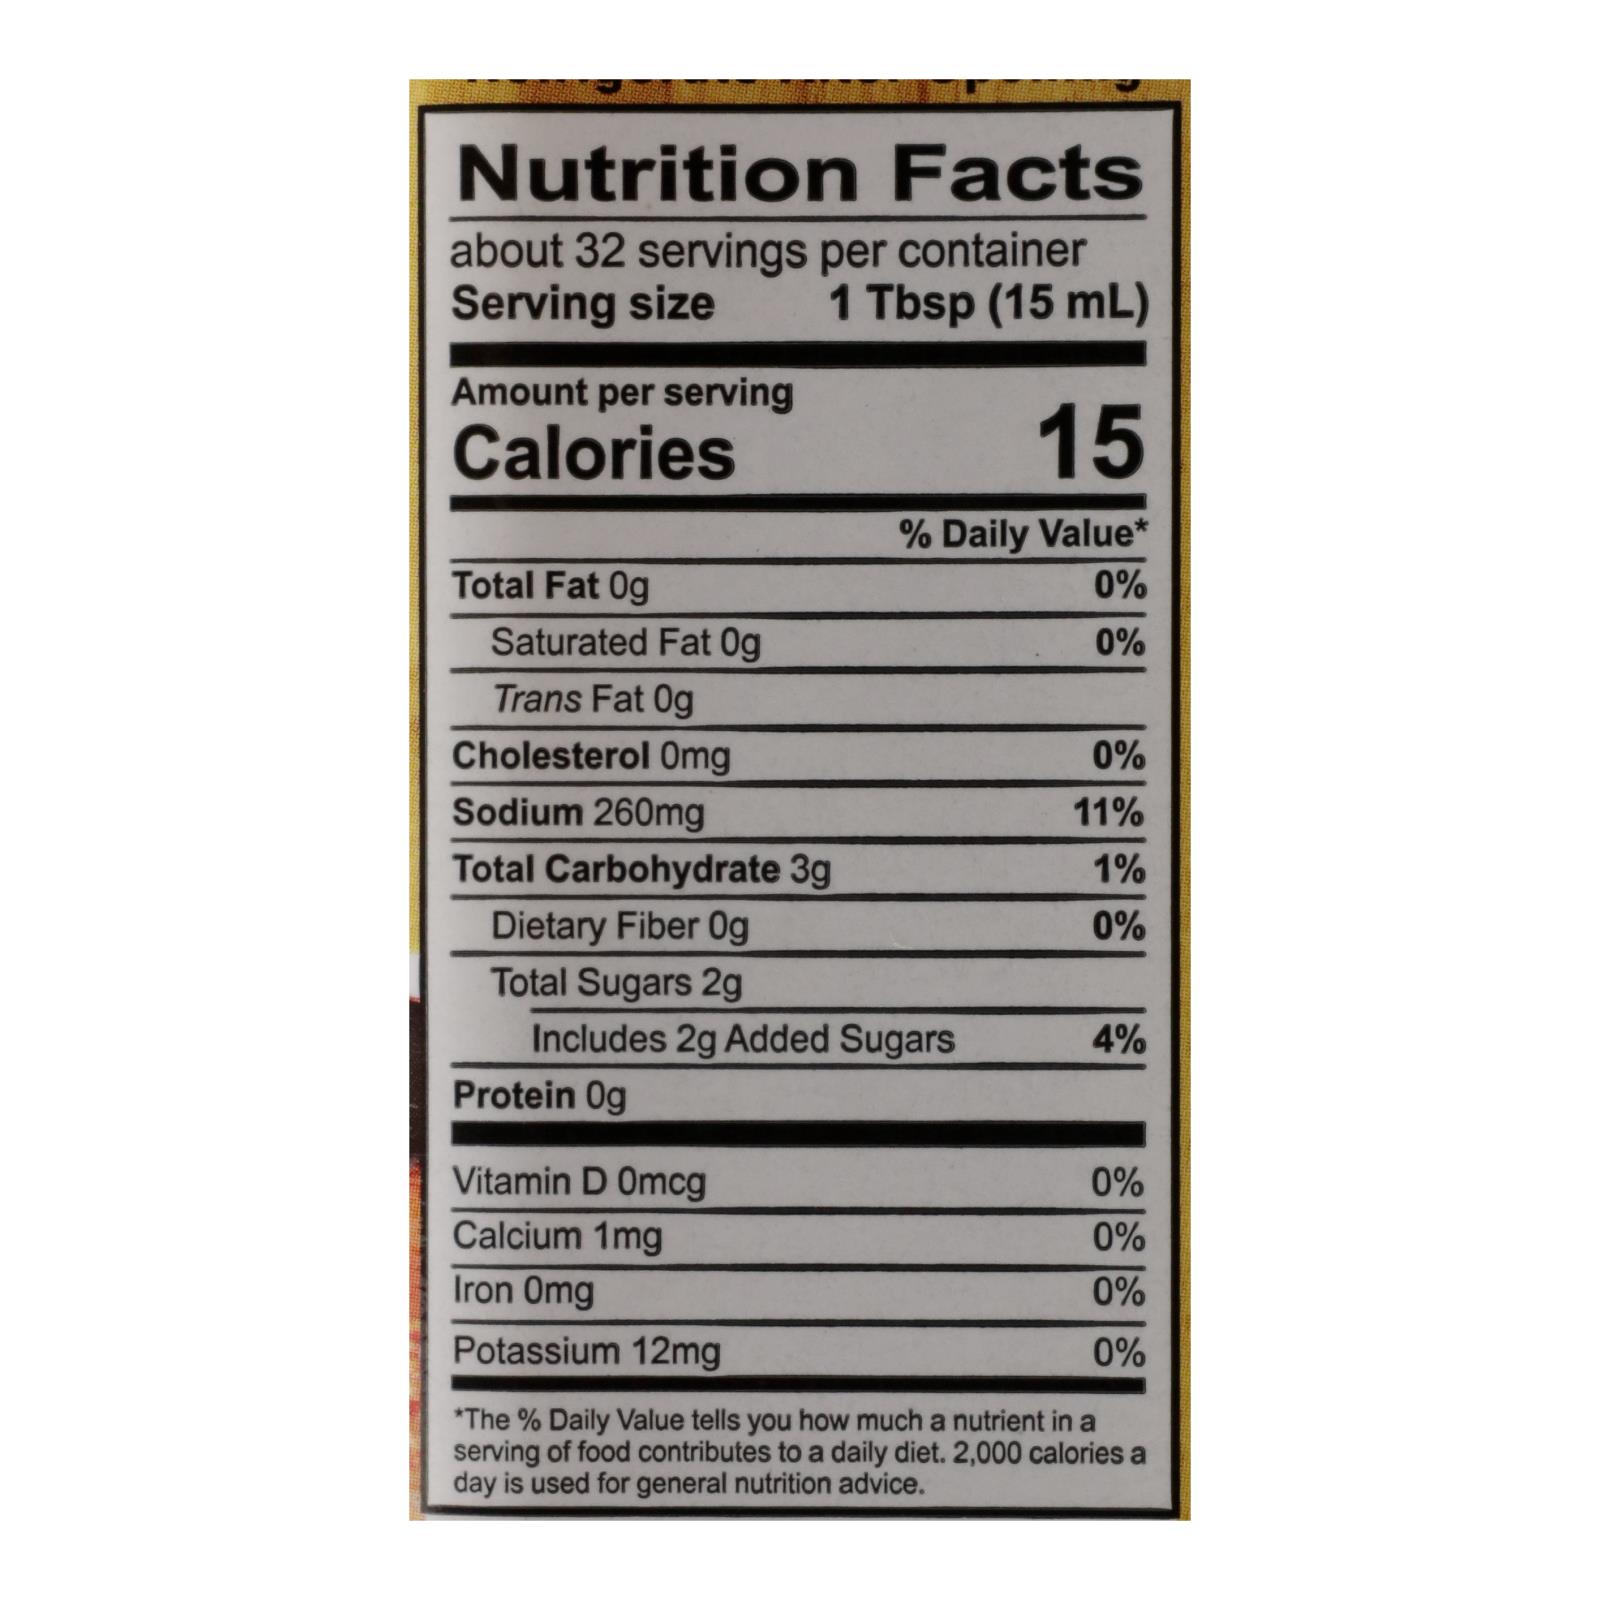 Nutrition Facts
about 32 servings per container
Serving size 1 Tbsp (15 mL)
Amount per serving
Calories 15
% Daily Value*
Total Fat 0g 0%
Saturated Fat 0g 0%
Trans Fat 0g
Cholesterol 0mg 0%
Sodium 260mg 11%
Total Carbohydrate 3g 1%
Dietary Fiber 0g 0%
Total Sugars 2g
Includes 2g Added Sugars 4%
Protein 0g
Vitamin D 0mcg 0%
Calcium 1mg 0%
Iron 0mg 0%
Potassium 12mg 0%
*The % Daily Value tells you how much a nutrient in a
serving of food contributes to a daily diet. 2,000 calories a
day is used for general nutrition advice.